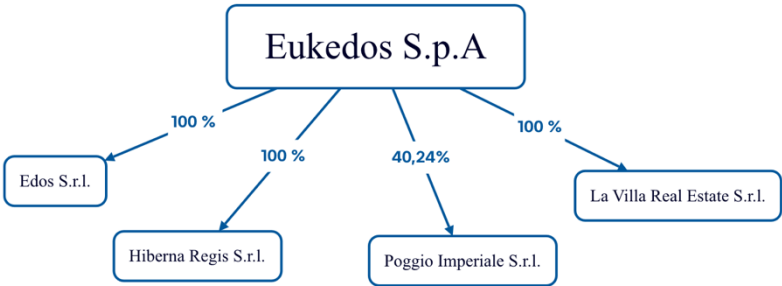 Eukedos S.p.A
100 %
100 %
40,24%
100 %
Edos S.r.l.
Hiberna Regis S.r.l.
Poggio Imperiale S.r.l.
La Villa Real Estate S.r.l.